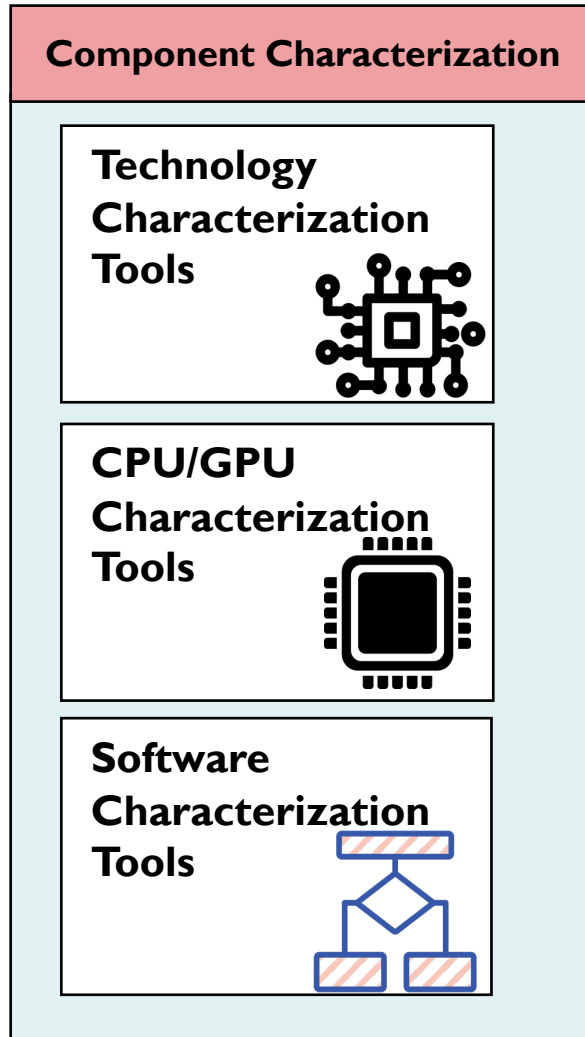 Component Characterization
Technology
Characterization
Tools
CPU/GPU
Characterization
Tools
Software
Characterization
Tools